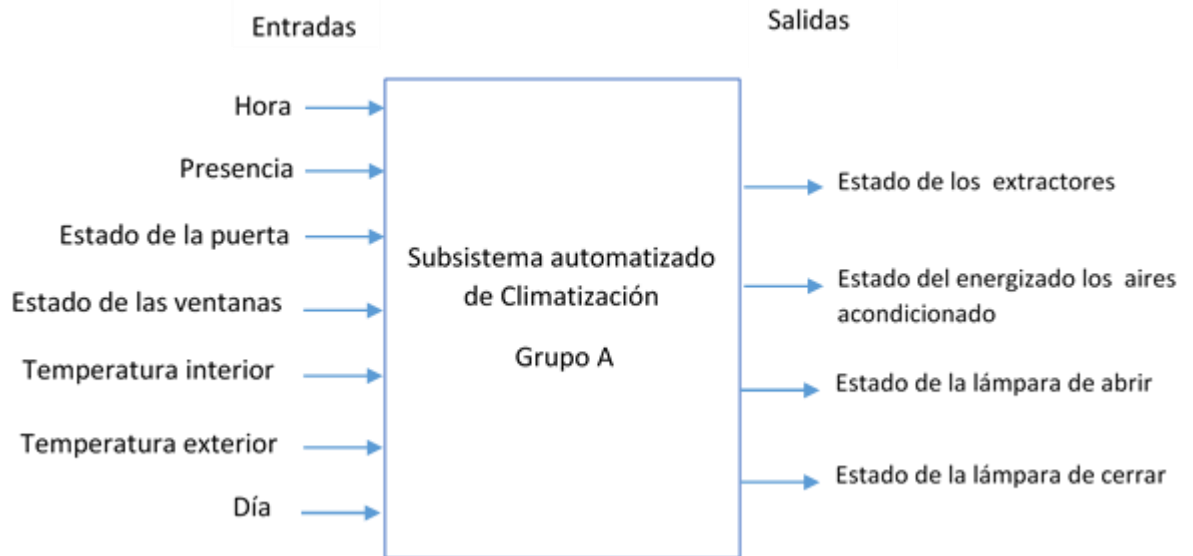 Entradas
Salidas
Hora
Presencia
Estado de la puerta
Estado de las ventanas
Temperatura interior
Temperatura exterior
Día
Subsistema automatizado
de Climatización
Grupo A
Estado de los extractores
Estado del energizado los aires
acondicionado
Estado de la lámpara de abrir
Estado de la lámpara de cerrar